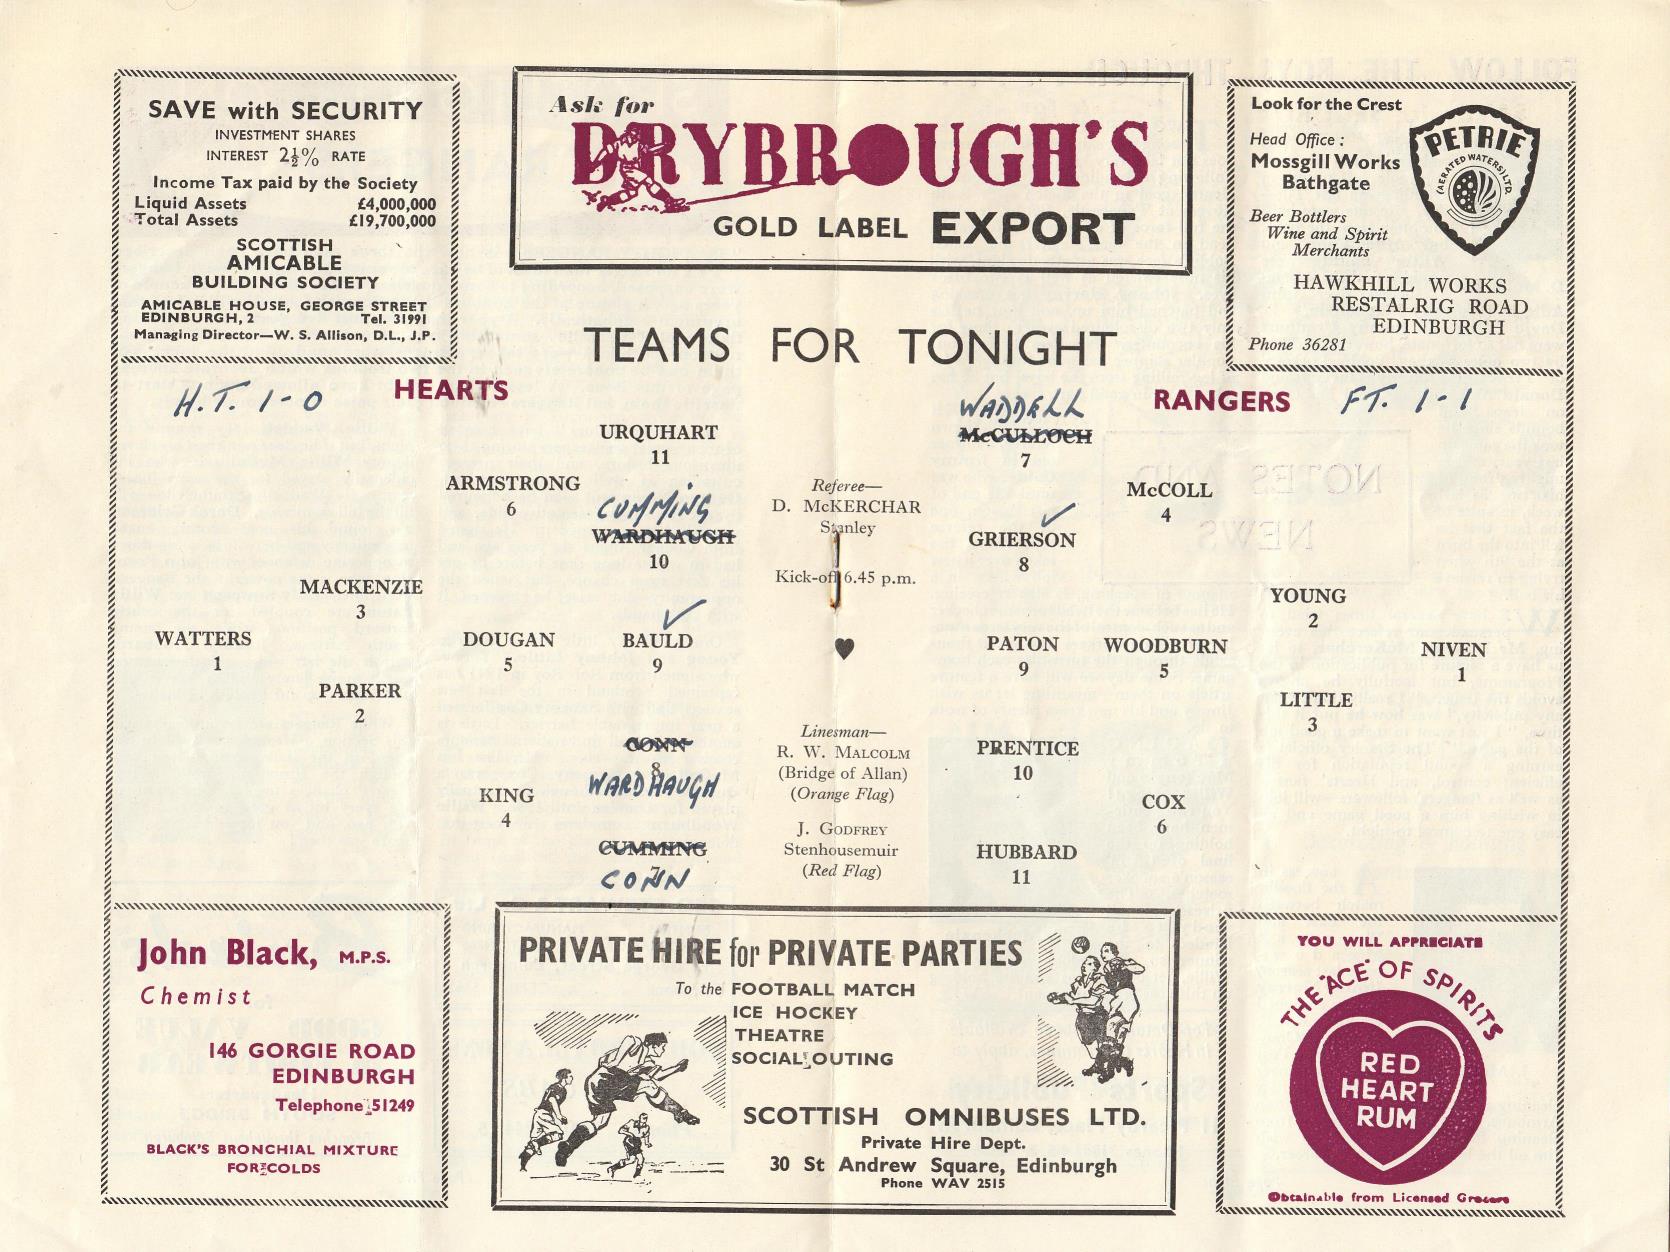 SAVE with SECURITY
INVESTMENT SHARES
INTEREST 2½% RATE
Income Tax paid by the Society
Liquid Assets £4,000,000
Total Assets £19,700,000
SCOTTISH
AMICABLE
BUILDING SOCIETY
AMICABLE HOUSE, GEORGE STREET
EDINBURGH, 2 Tel. 31991
Managing Director—W. S. Allison, D.L., J.P.
Ask for
DRYBROUGH'S
GOLD LABEL EXPORT
Look for the Crest
Head Office :
Mossgill Works
Bathgate
Beer Bottlers
Wine and Spirit
Merchants
PETRIE
(AERATED WATERS) LTD.
HAWKHILL WORKS
RESTALRIG ROAD
EDINBURGH
Phone 36281
TEAMS FOR TONIGHT
H.T. 1-0
HEARTS
URQUHART
11
ARMSTRONG
6
CUMMING
WARDHAUGH
10
MACKENZIE
3
WATTERS
1
DOUGAN
5
BAULD
9
PARKER
2
CONN
8
WARDHAUGH
KING
4
CUMMING
7
CONN
Referee—
D. McKERCHAR
Stanley
Kick-off 6.45 p.m.
Linesman—
R. W. MALCOLM
(Bridge of Allan)
(Orange Flag)
J. GODFREY
Stenhousemuir
(Red Flag)
RANGERS
FT. 1-1
WADDELL
McCULLOCH
7
McCOLL
4
GRIERSON
8
YOUNG
2
PATON
9
WOODBURN
5
NIVEN
1
LITTLE
3
PRENTICE
10
COX
6
HUBBARD
11
John Black, M.P.S.
Chemist
146 GORGIE ROAD
EDINBURGH
Telephone 51249
BLACK'S BRONCHIAL MIXTURE
FOR COLDS
PRIVATE HIRE for PRIVATE PARTIES
To the FOOTBALL MATCH
ICE HOCKEY
THEATRE
SOCIAL OUTING
SCOTTISH OMNIBUSES LTD.
Private Hire Dept.
30 St Andrew Square, Edinburgh
Phone WAV 2515
YOU WILL APPRECIATE
THE "ACE" OF SPIRITS
RED
HEART
RUM
Obtainable from Licensed Grocers
FOLLOW THE
NOTES AND
NEWS